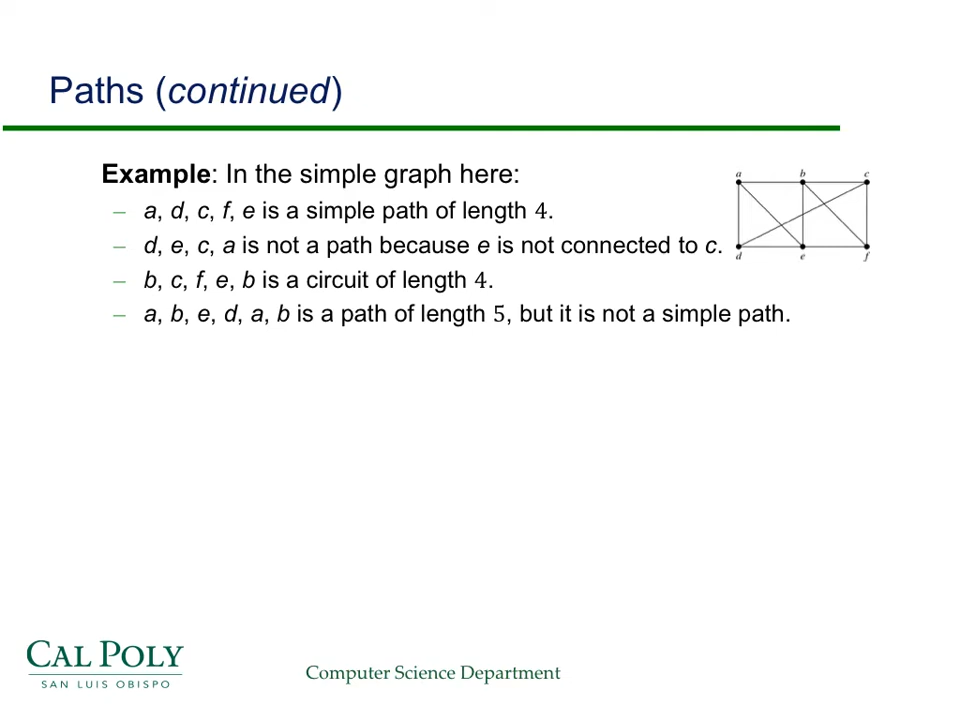 Paths (continued)
Example: In the simple graph here:
– a, d, c, f, e is a simple path of length 4.
– d, e, c, a is not a path because e is not connected to c.
– b, c, f, e, b is a circuit of length 4.
– a, b, e, d, a, b is a path of length 5, but it is not a simple path.
a b c
d e f
CAL POLY
SAN LUIS OBISPO
Computer Science Department